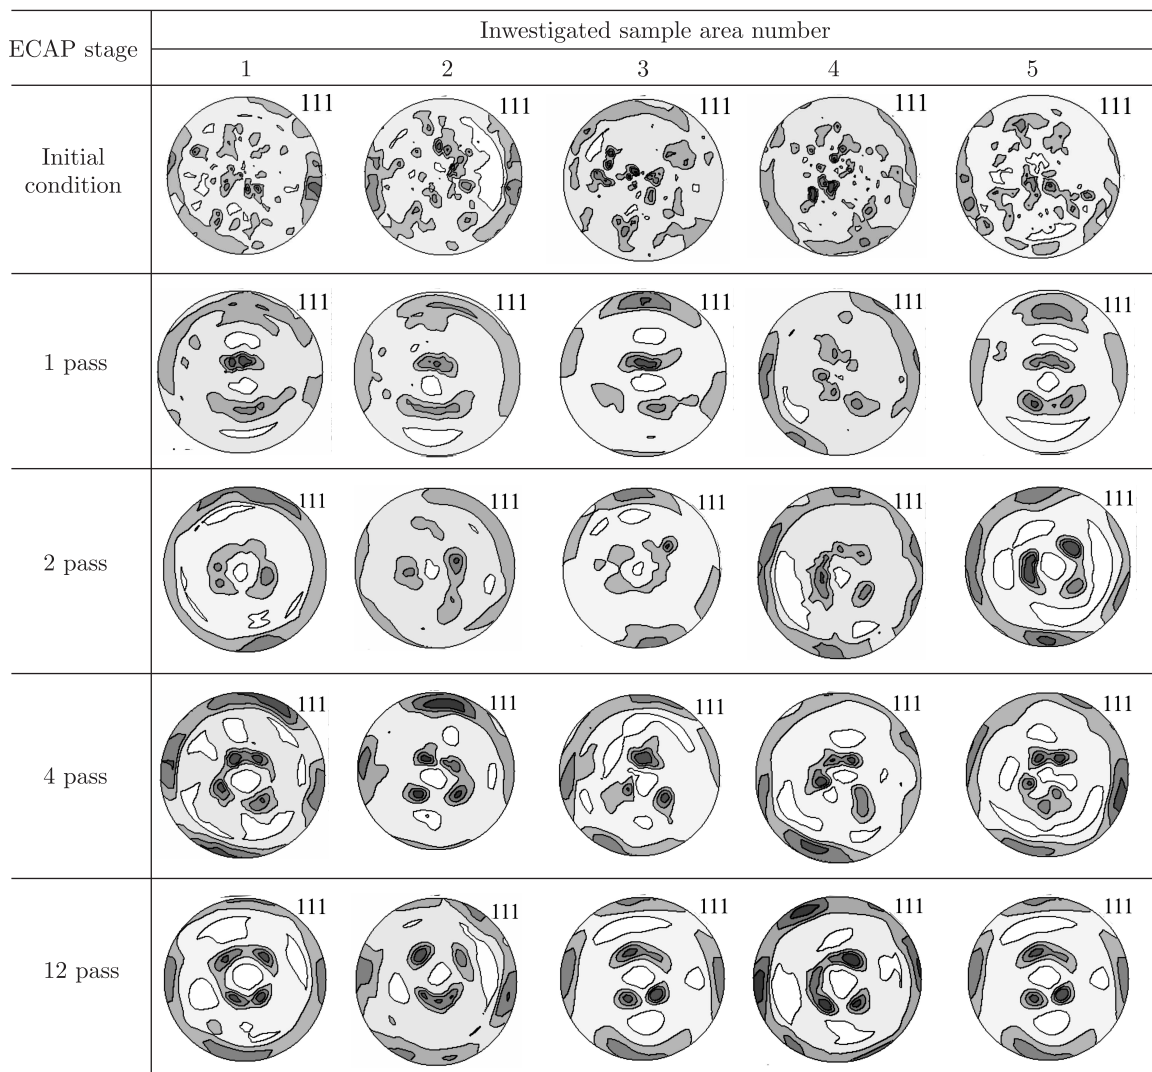 Inwestigated sample area number
ECAP stage
1 2 3 4 5
Initial
condition
111 111 111 111 111
1 pass
111 111 111 111 111
2 pass
111 111 111 111 111
4 pass
111 111 111 111 111
12 pass
111 111 111 111 111